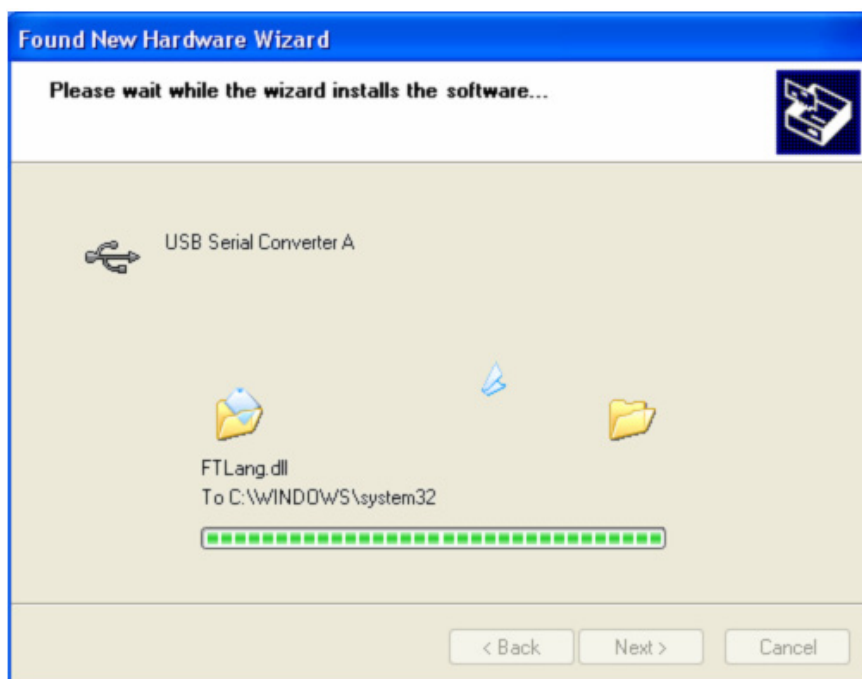 Found New Hardware Wizard
Please wait while the wizard installs the software...
USB Serial Converter A
FTLang.dll
To C:\WINDOWS\system32
< Back
Next >
Cancel